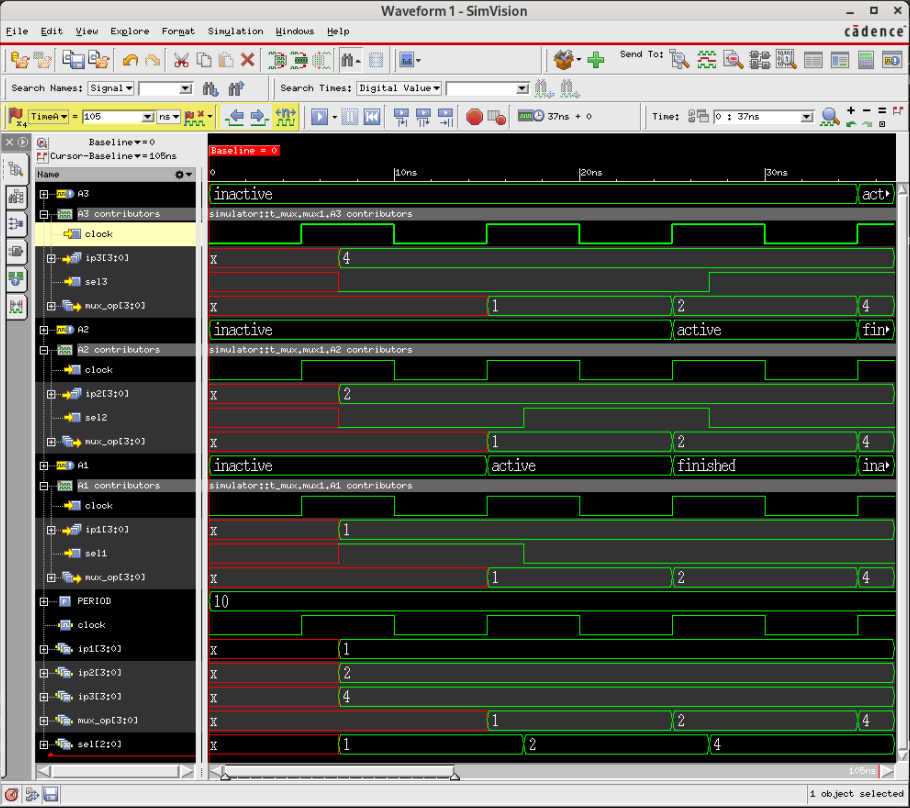 Waveform 1 - SimVision
File Edit View Explore Format Simulation Windows Help
cādence
Send To:
Search Names: Signal
Search Times: Digital Value
TimeA = 105 ns
37ns + 0
Time: 0 : 37ns
Baseline = 0
Cursor-Baseline = 105ns
Baseline = 0
Name
0 10ns 20ns 30ns
A3 inactive act
A3 contributors simulator::t_mux.mux1.A3 contributors
clock
ip3[3:0] x 4
sel3
mux_op[3:0] x 1 2 4
A2 inactive active fin
A2 contributors simulator::t_mux.mux1.A2 contributors
clock
ip2[3:0] x 2
sel2
mux_op[3:0] x 1 2 4
A1 inactive active finished ina
A1 contributors simulator::t_mux.mux1.A1 contributors
clock
ip1[3:0] x 1
sel1
mux_op[3:0] x 1 2 4
PERIOD 10
clock
ip1[3:0] x 1
ip2[3:0] x 2
ip3[3:0] x 4
mux_op[3:0] x 1 2 4
sel[2:0] x 1 2 4
105ns
1 object selected